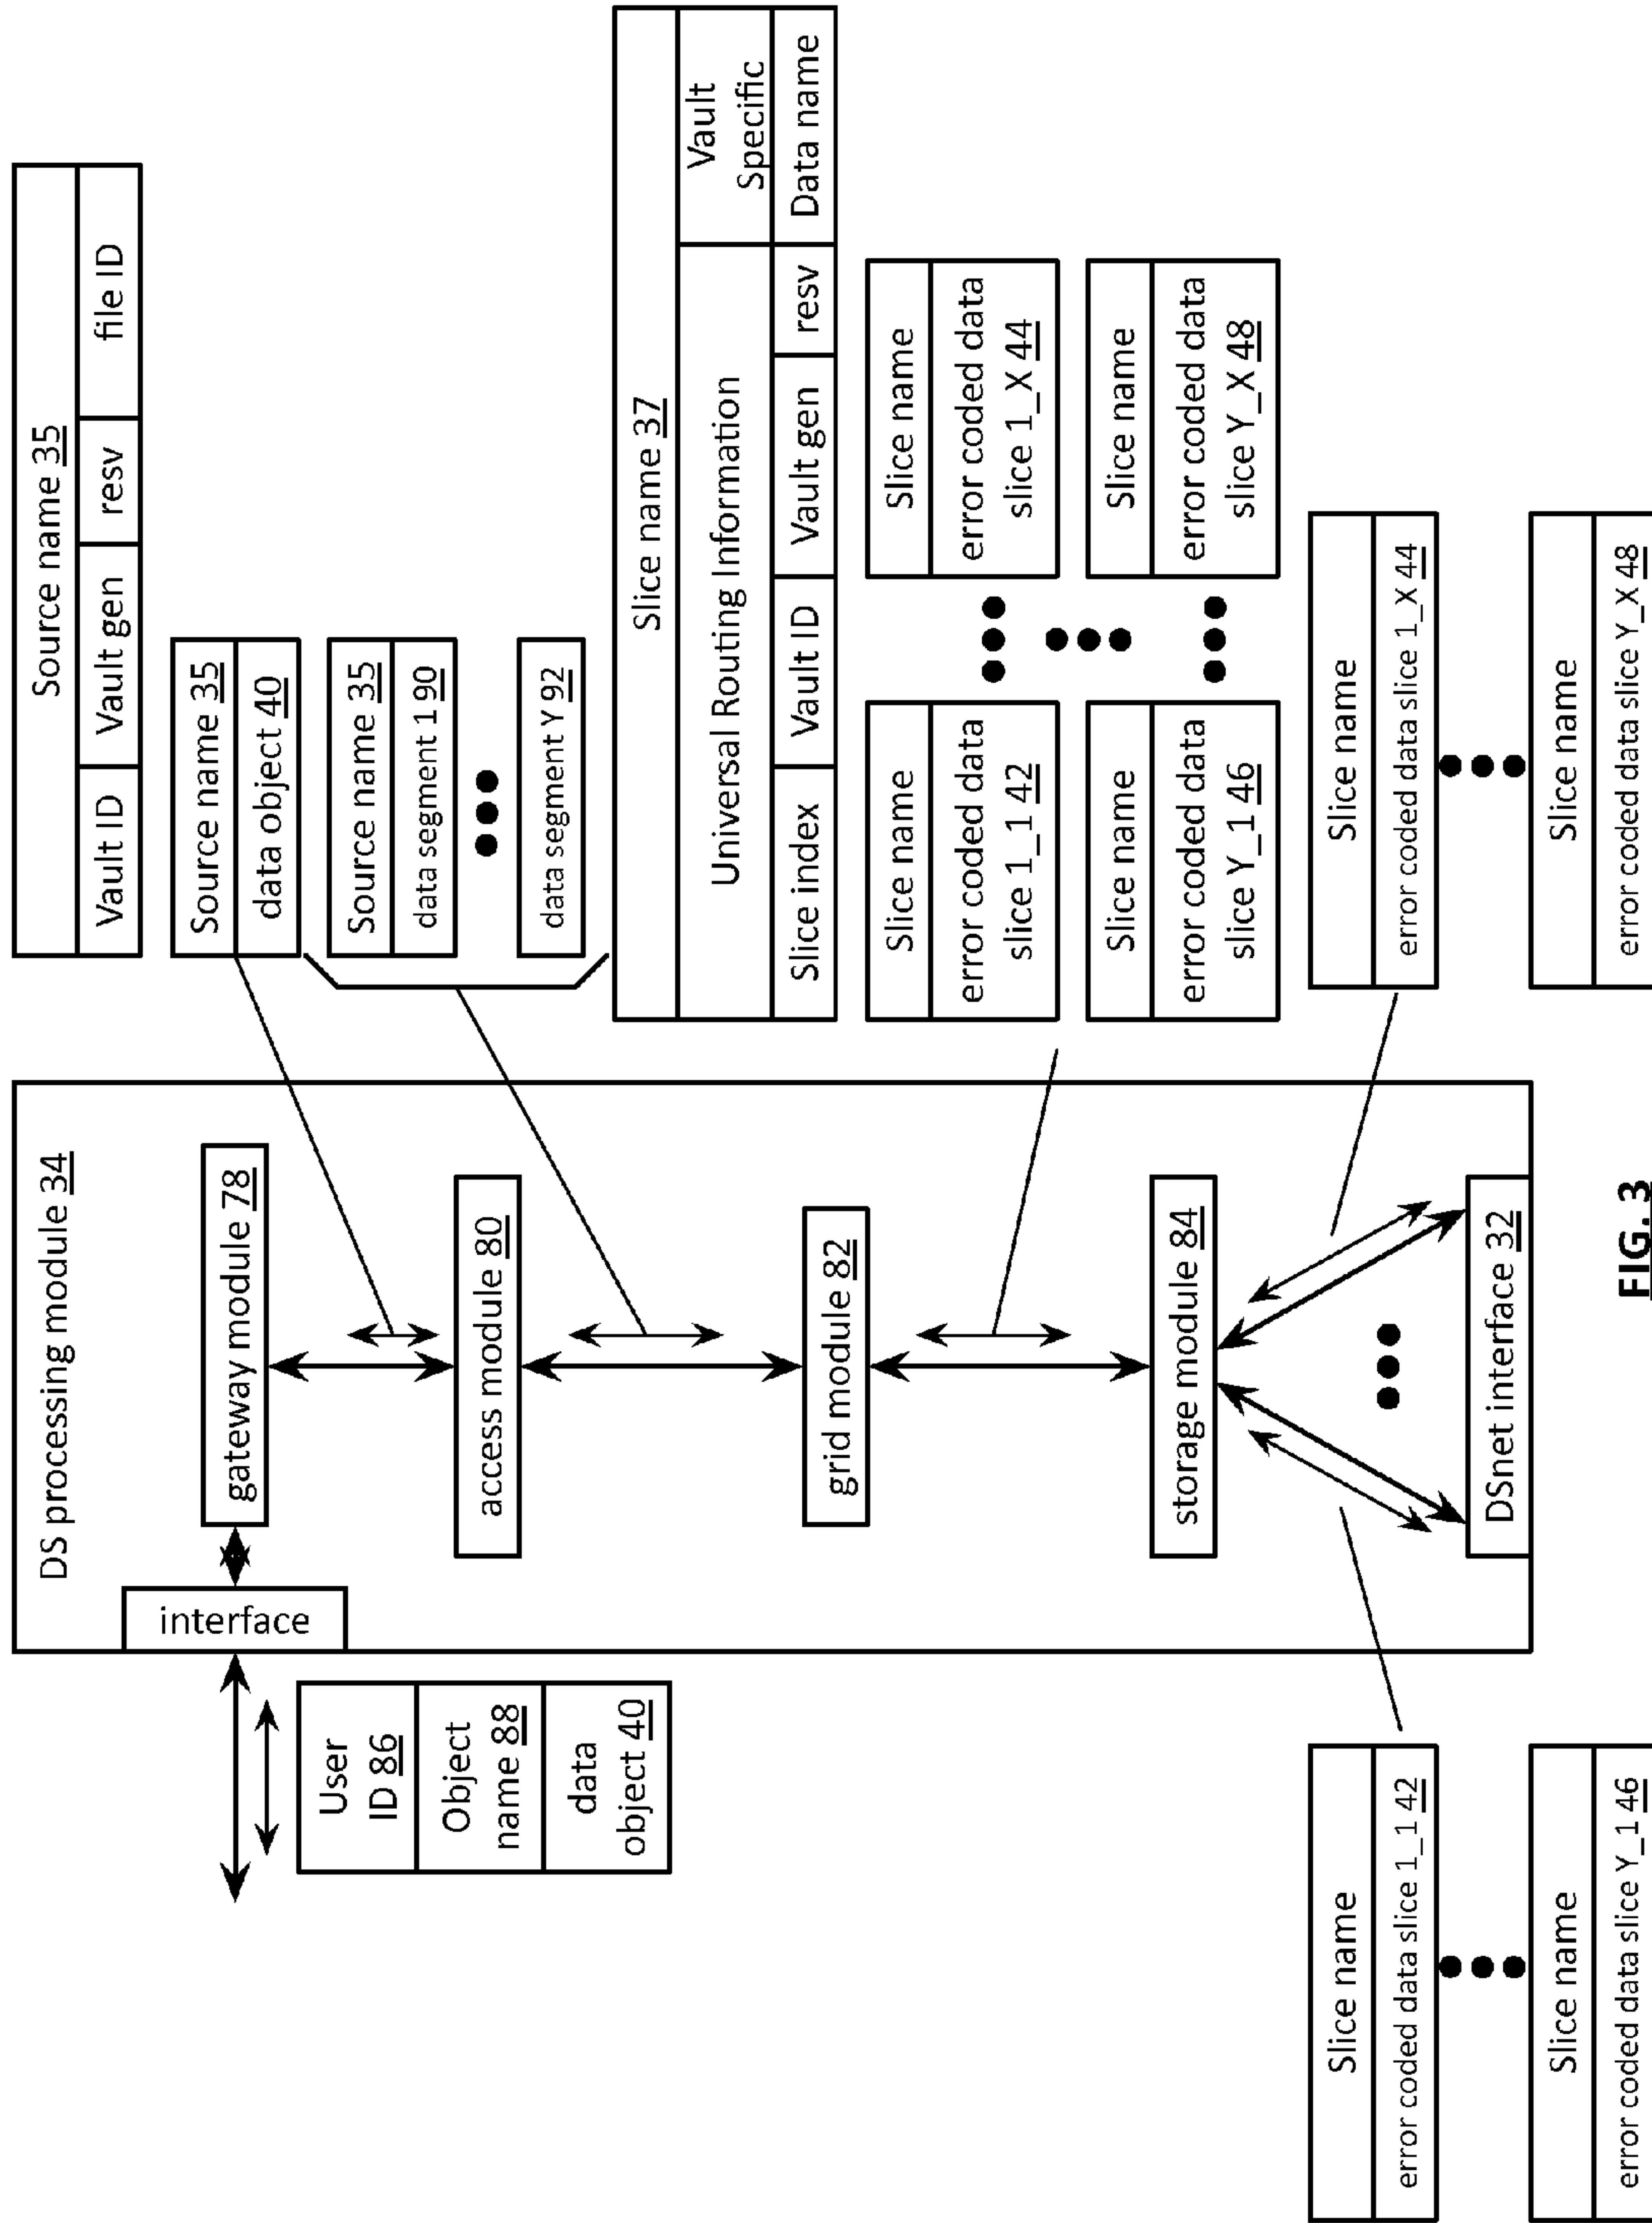 DS processing module 34
interface
gateway module 78
access module 80
grid module 82
storage module 84
DSnet interface 32
User
ID 86
Object
name 88
data
object 40
Source name 35
Vault ID
Vault gen
resv
file ID
Source name 35
data object 40
Source name 35
data segment 1 90
data segment Y 92
Slice name 37
Universal Routing Information
Vault
Specific
Slice index
Vault ID
Vault gen
resv
Data name
Slice name
error coded data
slice 1_1 42
Slice name
error coded data
slice 1_X 44
Slice name
error coded data
slice Y_1 46
Slice name
error coded data
slice Y_X 48
Slice name
error coded data slice 1_1 42
Slice name
error coded data slice Y_1 46
Slice name
error coded data slice 1_X 44
Slice name
error coded data slice Y_X 48
FIG. 3